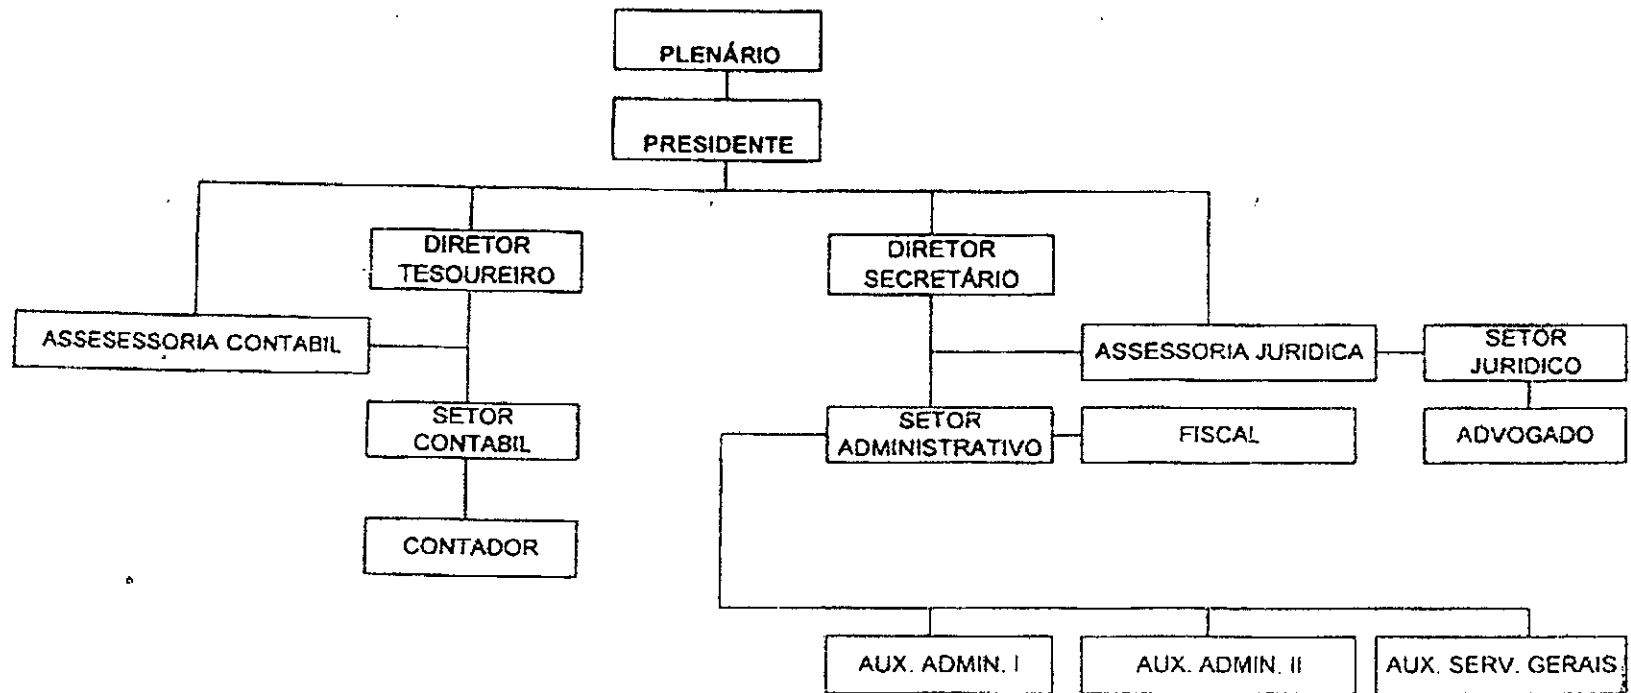 PLENÁRIO
PRESIDENTE
DIRETOR
TESOUREIRO
DIRETOR
SECRETÁRIO
ASSESESSORIA CONTABIL
ASSESSORIA JURIDICA
SETOR
JURIDICO
SETOR
CONTABIL
SETOR
ADMINISTRATIVO
FISCAL
ADVOGADO
CONTADOR
AUX. ADMIN. I
AUX. ADMIN. II
AUX. SERV. GERAIS